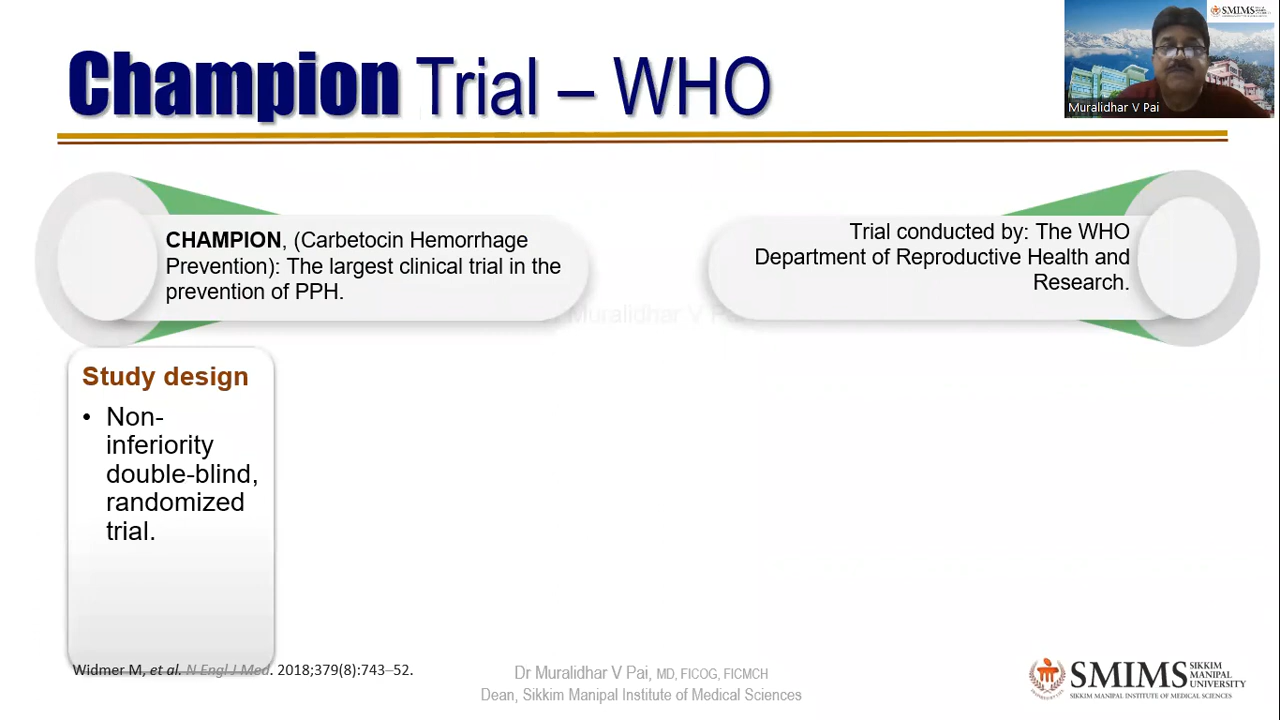 Champion Trial – WHO
SMIMS
Muralidhar V Pai
CHAMPION, (Carbetocin Hemorrhage
Prevention): The largest clinical trial in the
prevention of PPH.
Trial conducted by: The WHO
Department of Reproductive Health and
Research.
Muralidhar V Pai
Study design
• Non-
inferiority
double-blind,
randomized
trial.
Widmer M, et al. N Engl J Med. 2018;379(8):743–52.
Dr Muralidhar V Pai, MD, FICOG, FICMCH
Dean, Sikkim Manipal Institute of Medical Sciences
SMIMS SIKKIM
MANIPAL
UNIVERSITY
SIKKIM MANIPAL INSTITUTE OF MEDICAL SCIENCES